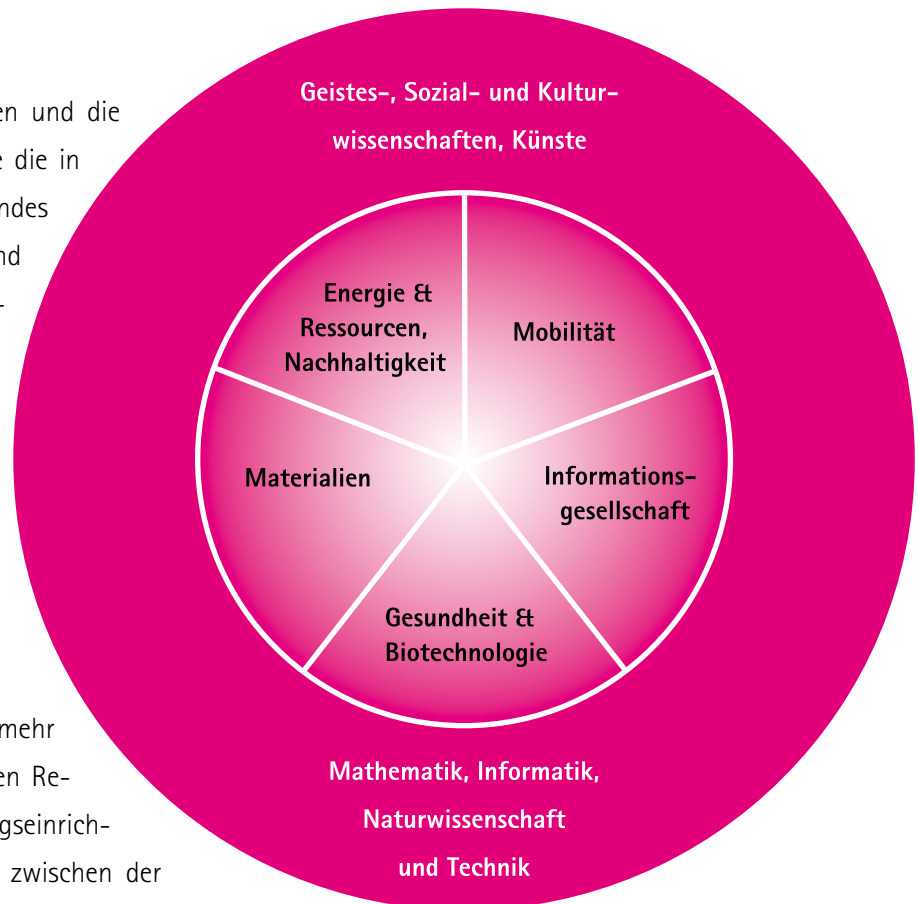 en und die
die in
ndes
nd
-
mehr
en Re-
gseinrich-
zwischen der
Geistes-, Sozial- und Kultur-
wissenschaften, Künste
Energie &
Ressourcen,
Nachhaltigkeit
Mobilität
Materialien
Informations-
gesellschaft
Gesundheit &
Biotechnologie
Mathematik, Informatik,
Naturwissenschaft
und Technik